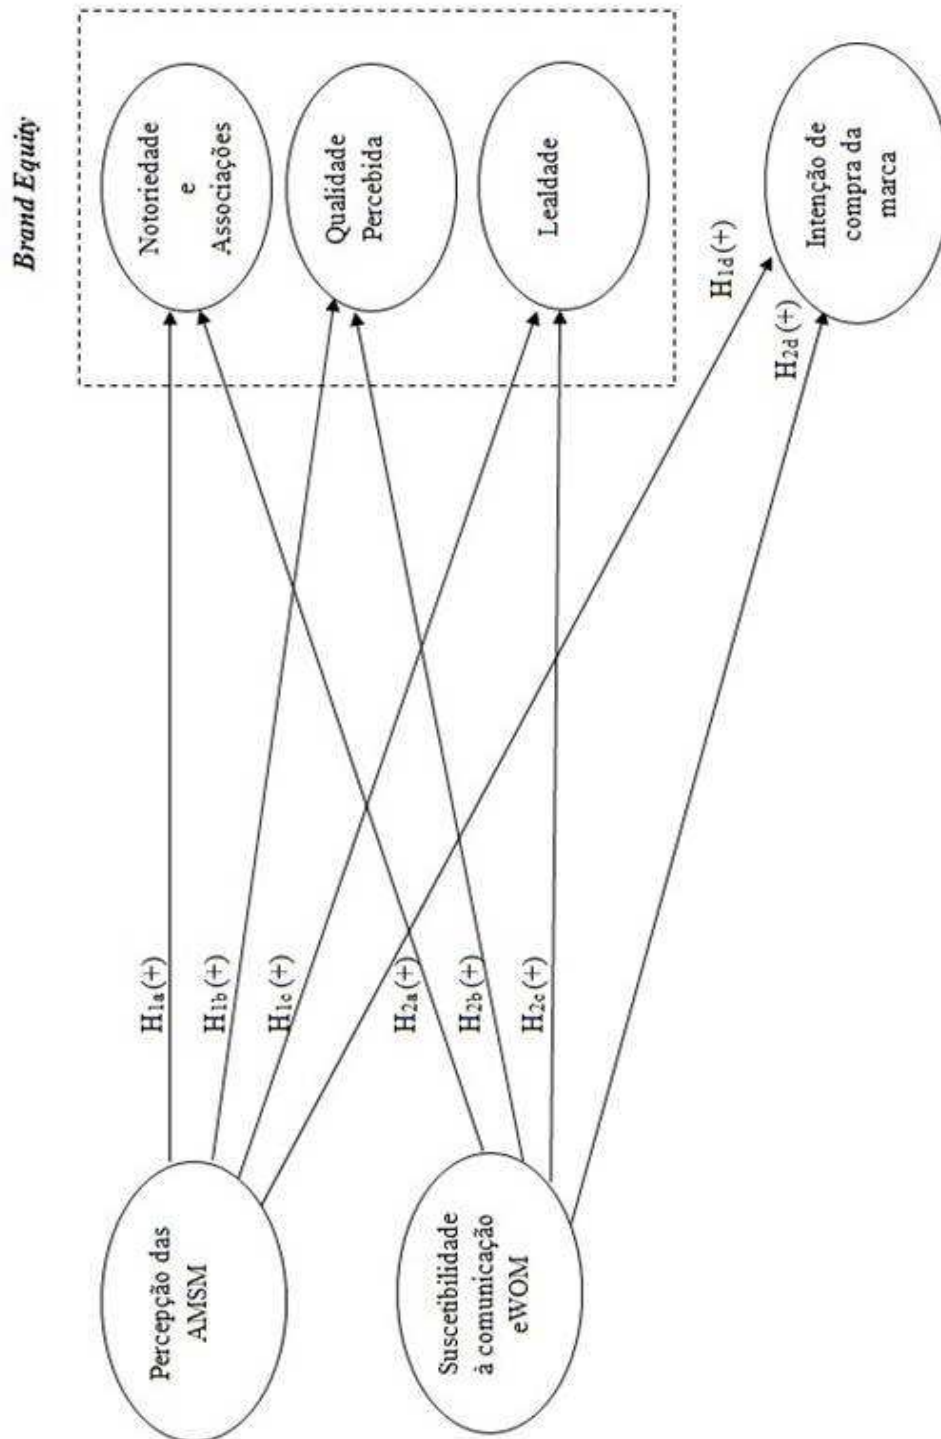 Brand Equity
Notoriedade
e
Associações
Qualidade
Percebida
Lealdade
Intenção de
compra da
marca
H1a(+)
H1b(+)
H1c(+)
H1d(+)
H2a(+)
H2b(+)
H2c(+)
H2d(+)
Percepção das
AMSM
Suscetibilidade
à comunicação
eWOM